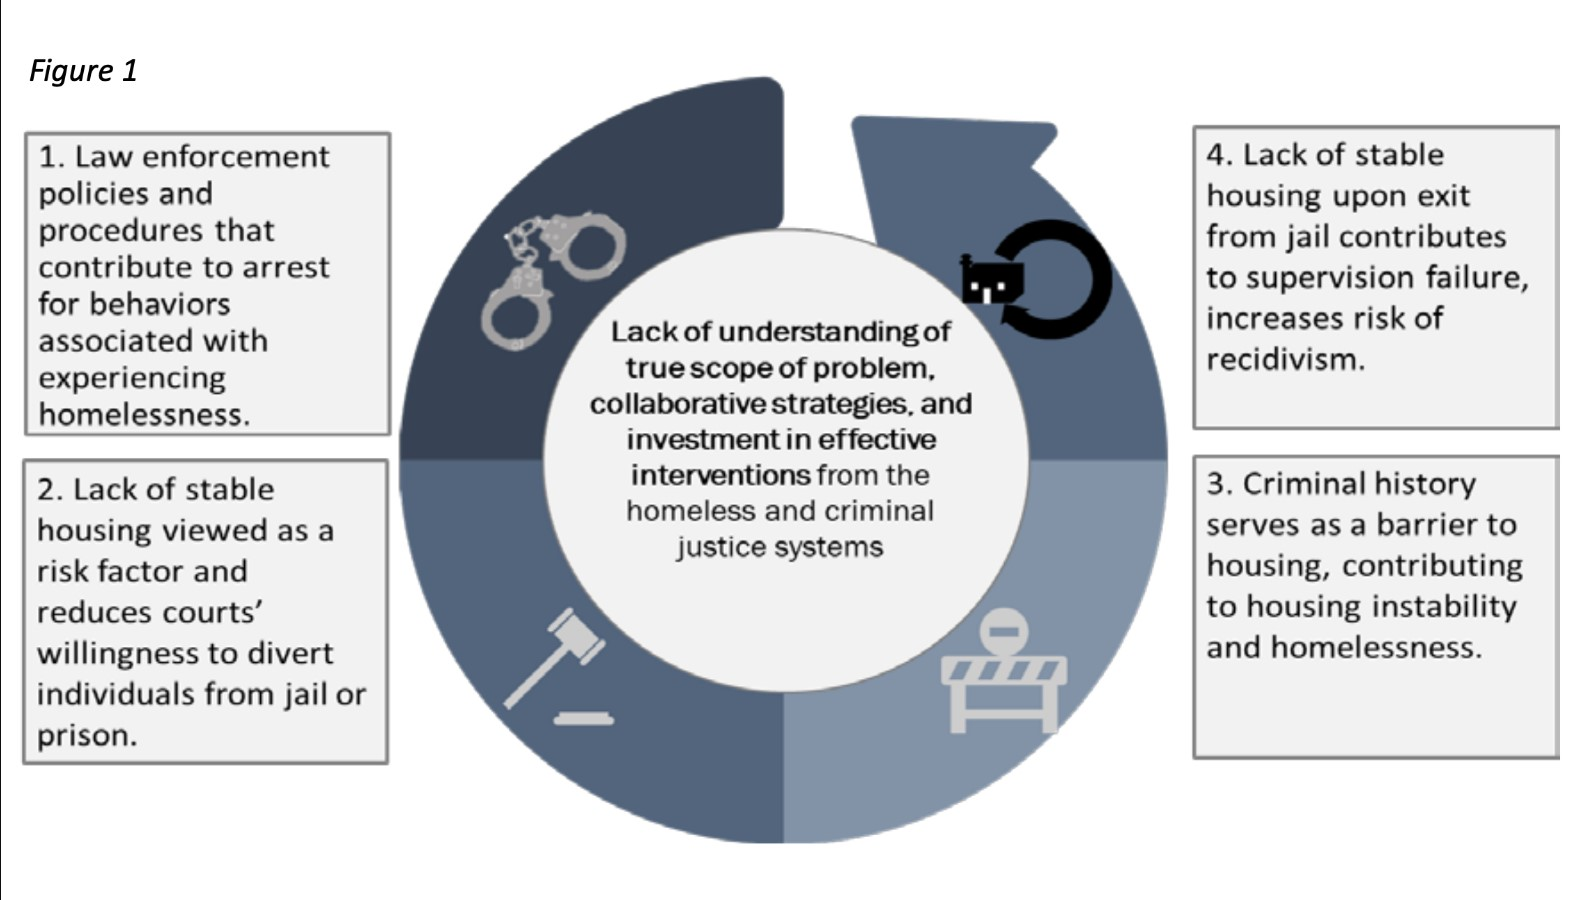 Figure 1
1. Law enforcement
policies and
procedures that
contribute to arrest
for behaviors
associated with
experiencing
homelessness.
2. Lack of stable
housing viewed as a
risk factor and
reduces courts’
willingness to divert
individuals from jail or
prison.
Lack of understanding of
true scope of problem,
collaborative strategies, and
investment in effective
interventions from the
homeless and criminal
justice systems
3. Criminal history
serves as a barrier to
housing, contributing
to housing instability
and homelessness.
4. Lack of stable
housing upon exit
from jail contributes
to supervision failure,
increases risk of
recidivism.